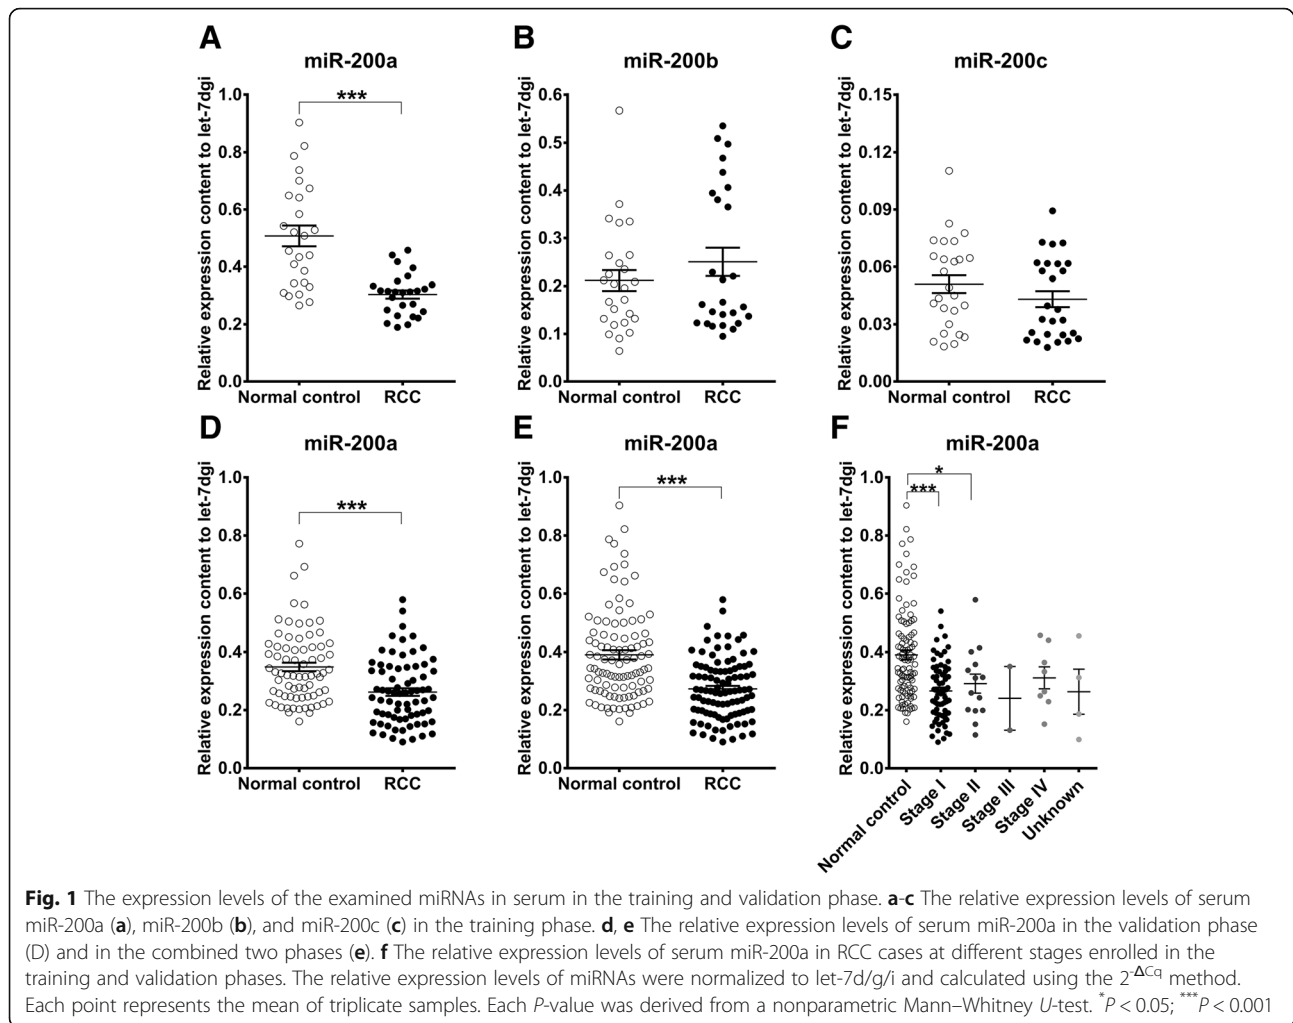 A
miR-200a
Relative expression content to let-7dgi
1.0
0.8
0.6
0.4
0.2
0.0
***
Normal control
RCC
B
miR-200b
Relative expression content to let-7dgi
0.6
0.5
0.4
0.3
0.2
0.1
0.0
Normal control
RCC
C
miR-200c
Relative expression content to let-7dgi
0.15
0.12
0.09
0.06
0.03
0.00
Normal control
RCC
D
miR-200a
Relative expression content to let-7dgi
1.0
0.8
0.6
0.4
0.2
0.0
***
Normal control
RCC
E
miR-200a
Relative expression content to let-7dgi
1.0
0.8
0.6
0.4
0.2
0.0
***
Normal control
RCC
F
miR-200a
Relative expression content to let-7dgi
1.0
0.8
0.6
0.4
0.2
0.0
*
***
Normal control
Stage I
Stage II
Stage III
Stage IV
Unknown
Fig. 1 The expression levels of the examined miRNAs in serum in the training and validation phase. a-c The relative expression levels of serum
miR-200a (a), miR-200b (b), and miR-200c (c) in the training phase. d, e The relative expression levels of serum miR-200a in the validation phase
(D) and in the combined two phases (e). f The relative expression levels of serum miR-200a in RCC cases at different stages enrolled in the
training and validation phases. The relative expression levels of miRNAs were normalized to let-7d/g/i and calculated using the 2-ΔCq method.
Each point represents the mean of triplicate samples. Each P-value was derived from a nonparametric Mann–Whitney U-test. *P < 0.05; ***P < 0.001